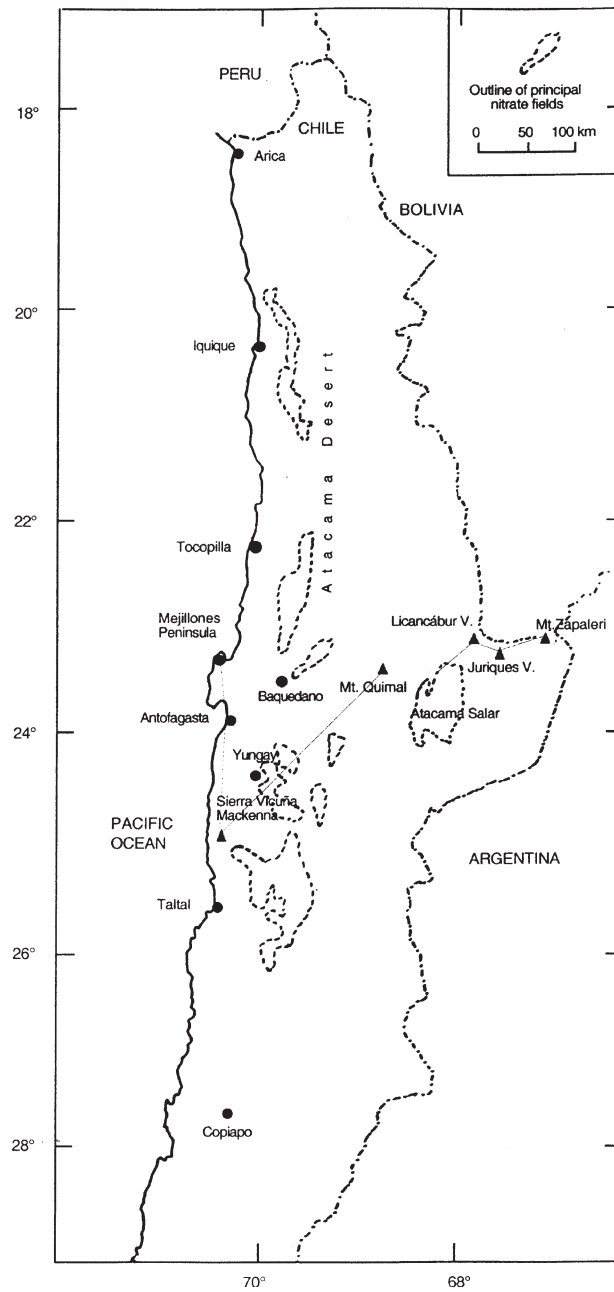 PERU
CHILE
Outline of principal
nitrate fields
0 50 100 km
18°
Arica
BOLIVIA
20°
Iquique
Atacama Desert
22°
Tocopilla
Mejillones
Peninsula
Licancábur V.
Mt. Zapaleri
Juriques V.
Mt. Quimal
Baquedano
Atacama Salar
24°
Antofagasta
Yungay
Sierra Vicuña
Mackenna
PACIFIC
OCEAN
ARGENTINA
Taltal
26°
Copiapo
28°
70° 68°